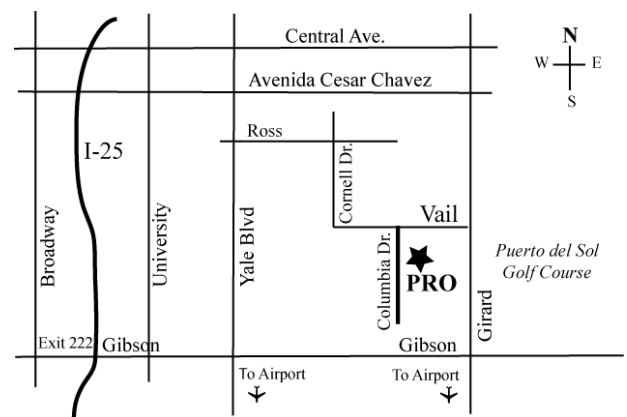 Central Ave.
N
W E
S
Avenida Cesar Chavez
Ross
I-25
Cornell Dr.
Broadway
University
Yale Blvd
Vail
Columbia Dr.
PRO
Puerto del Sol
Golf Course
Girard
Exit 222
Gibson
Gibson
To Airport
To Airport